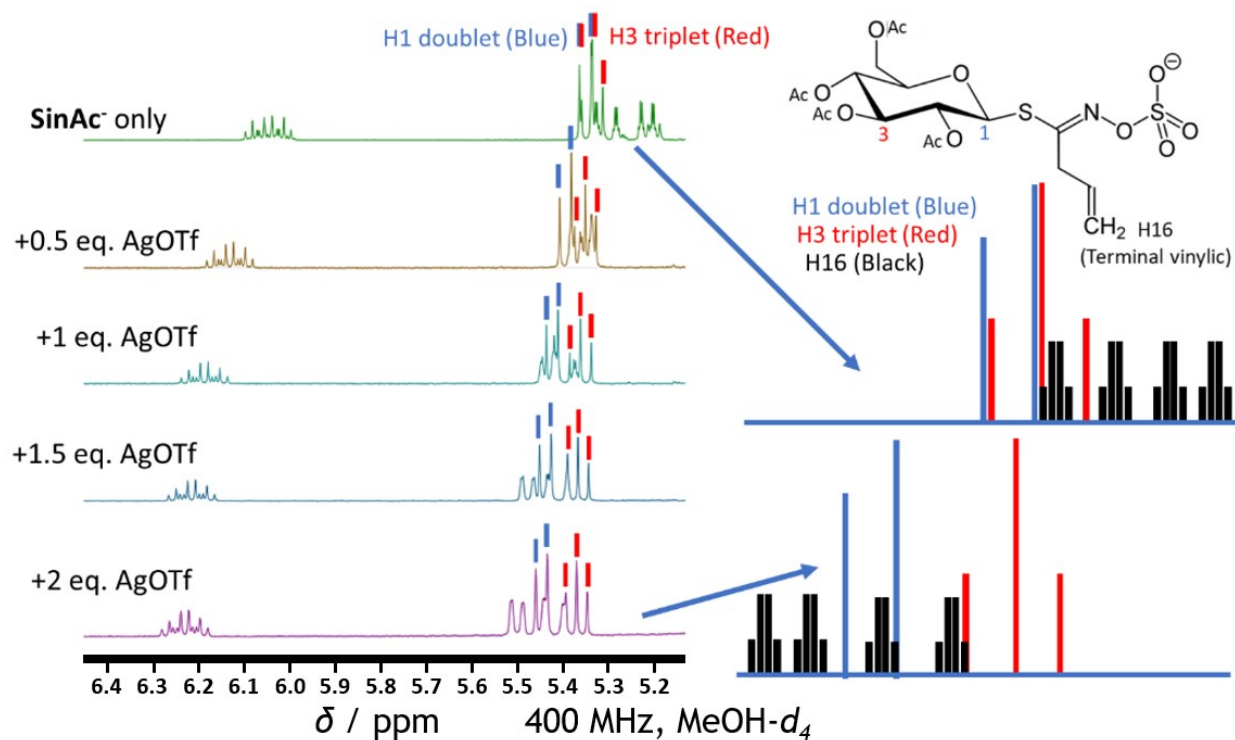 H1 doublet (Blue)
H3 triplet (Red)
SinAc⁻ only
+0.5 eq. AgOTf
+1 eq. AgOTf
+1.5 eq. AgOTf
+2 eq. AgOTf
6.4 6.3 6.2 6.1 6.0 5.9 5.8 5.7 5.6 5.5 5.4 5.3 5.2
δ / ppm
400 MHz, MeOH-d₄
OAc
O
O⊖
AcO
O
S
N
O
S
O
O
AcO
AcO
3
1
CH₂ H16
(Terminal vinylic)
H1 doublet (Blue)
H3 triplet (Red)
H16 (Black)